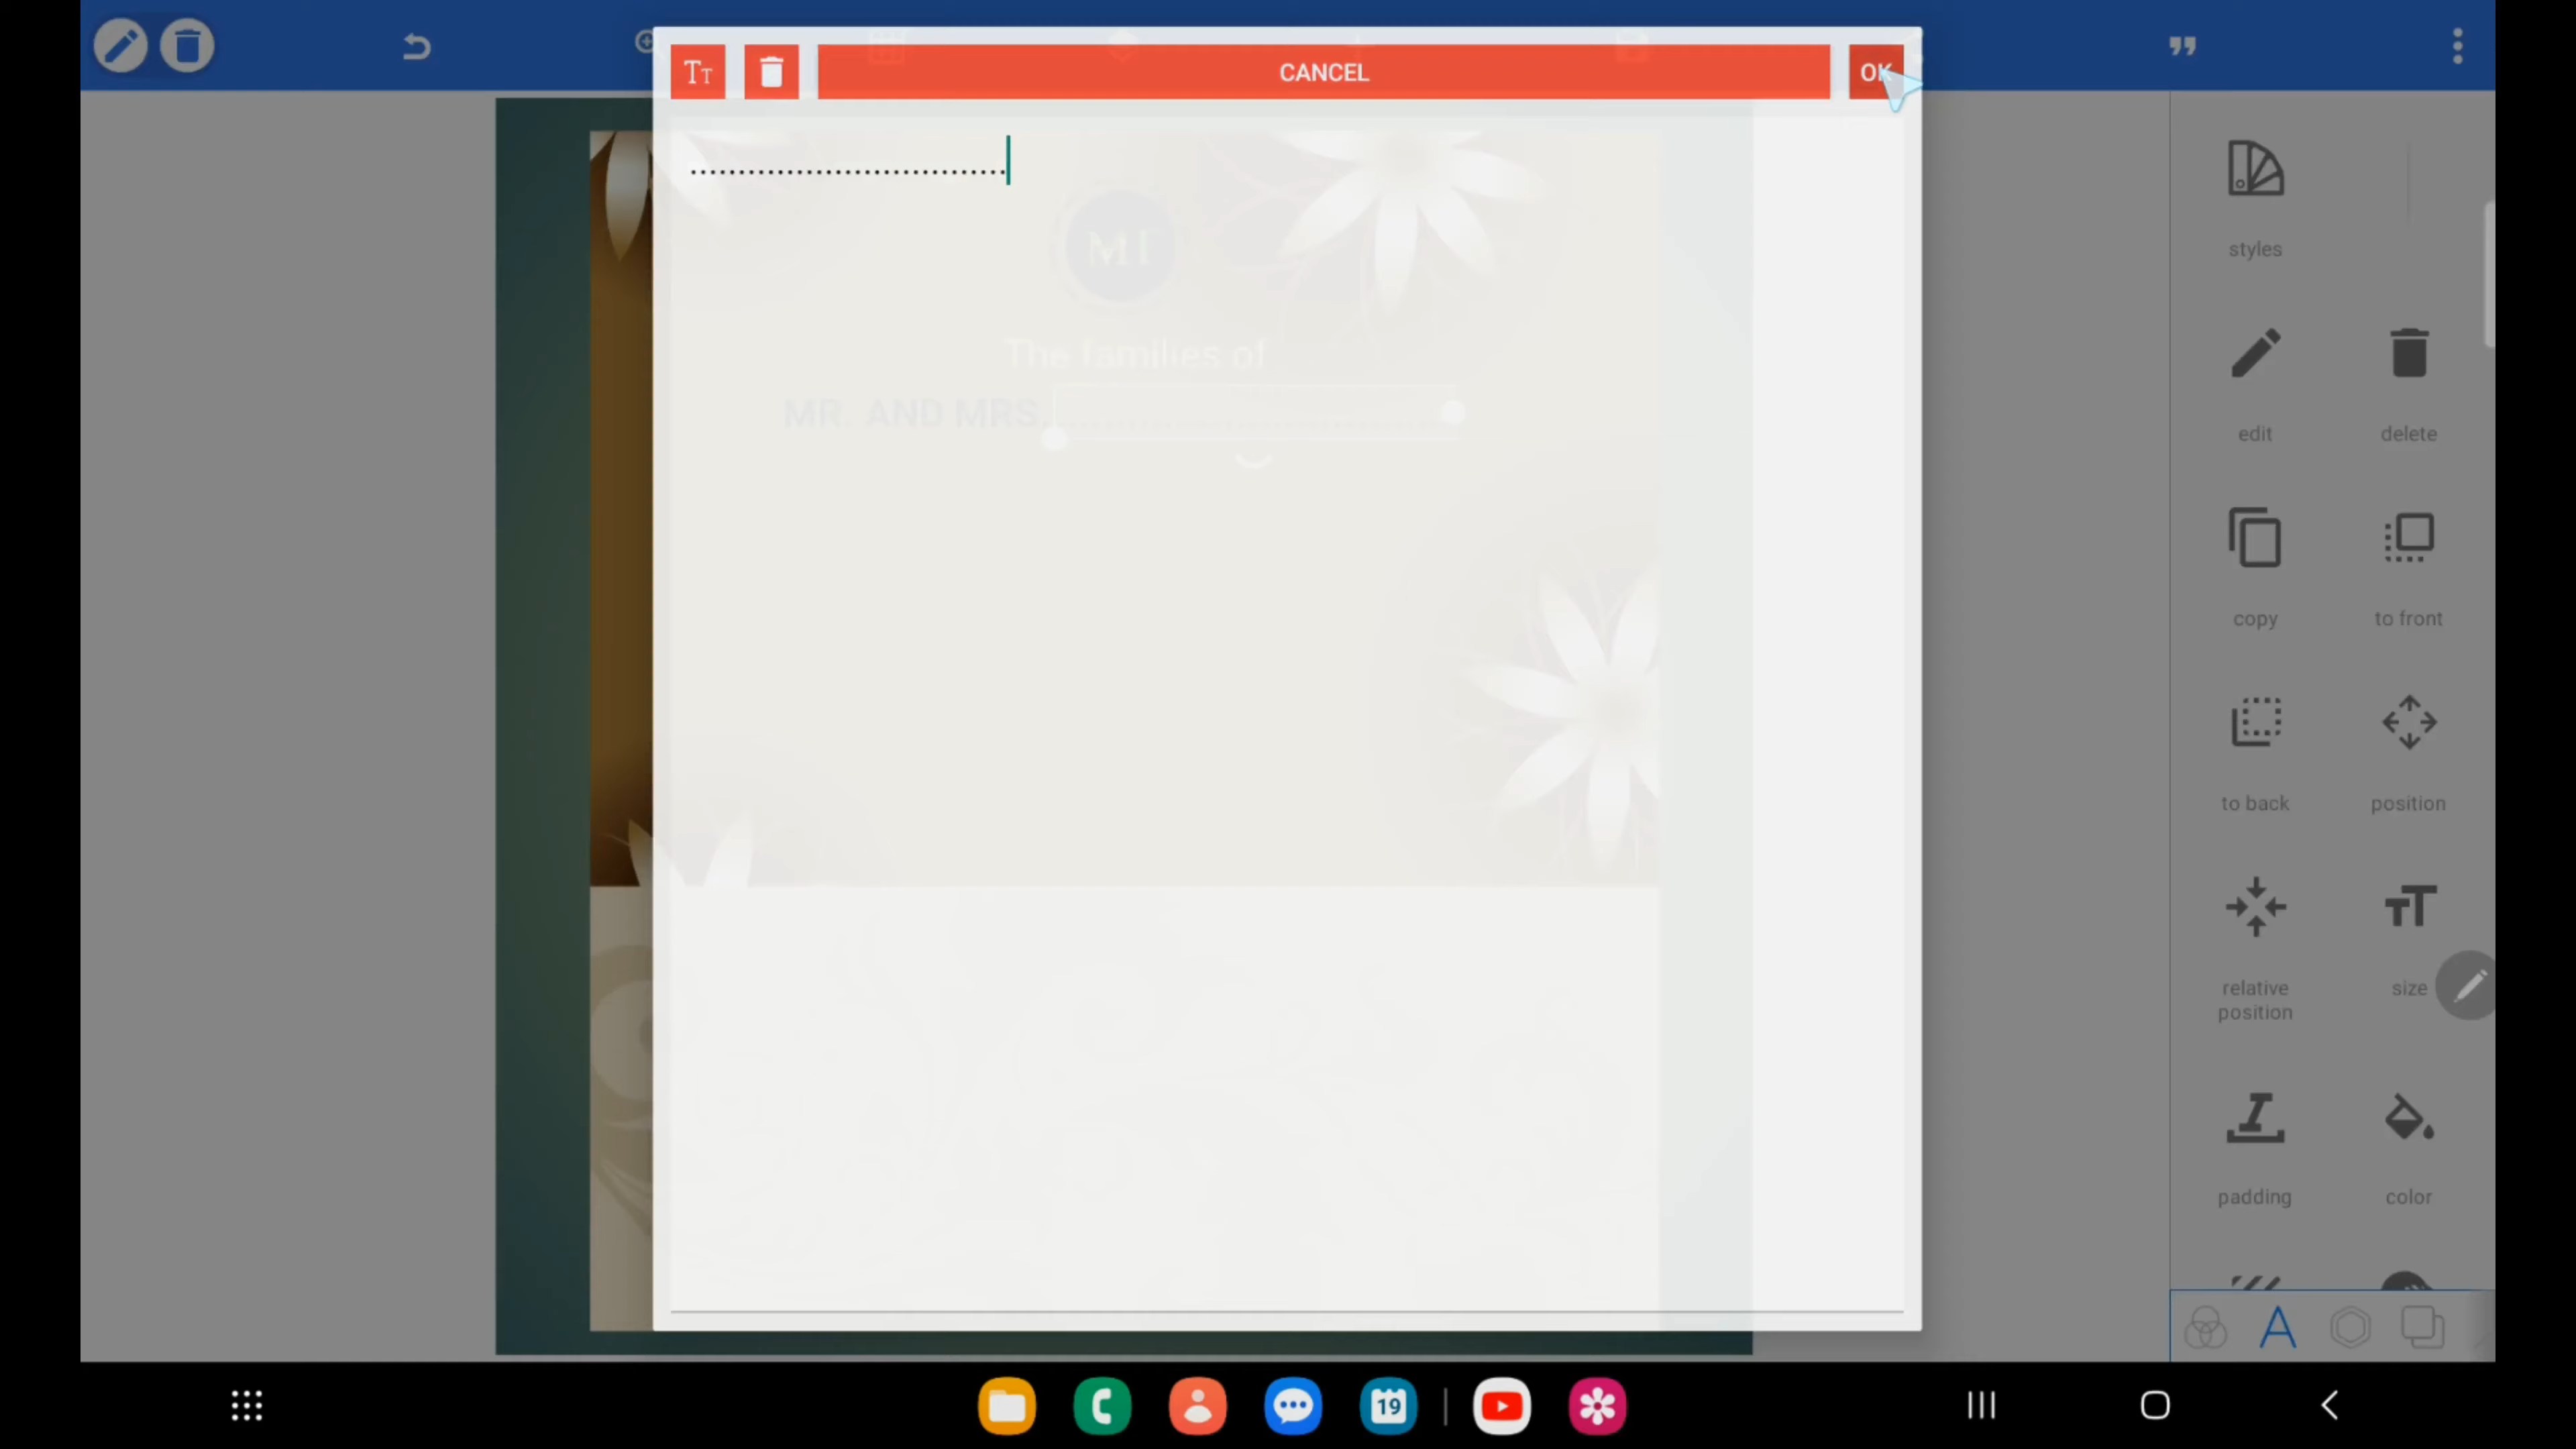 CANCEL
OK
.................................
M I
The families of
MR. AND MRS.
styles
edit
delete
copy
to front
to back
position
relative
position
size
padding
color
19